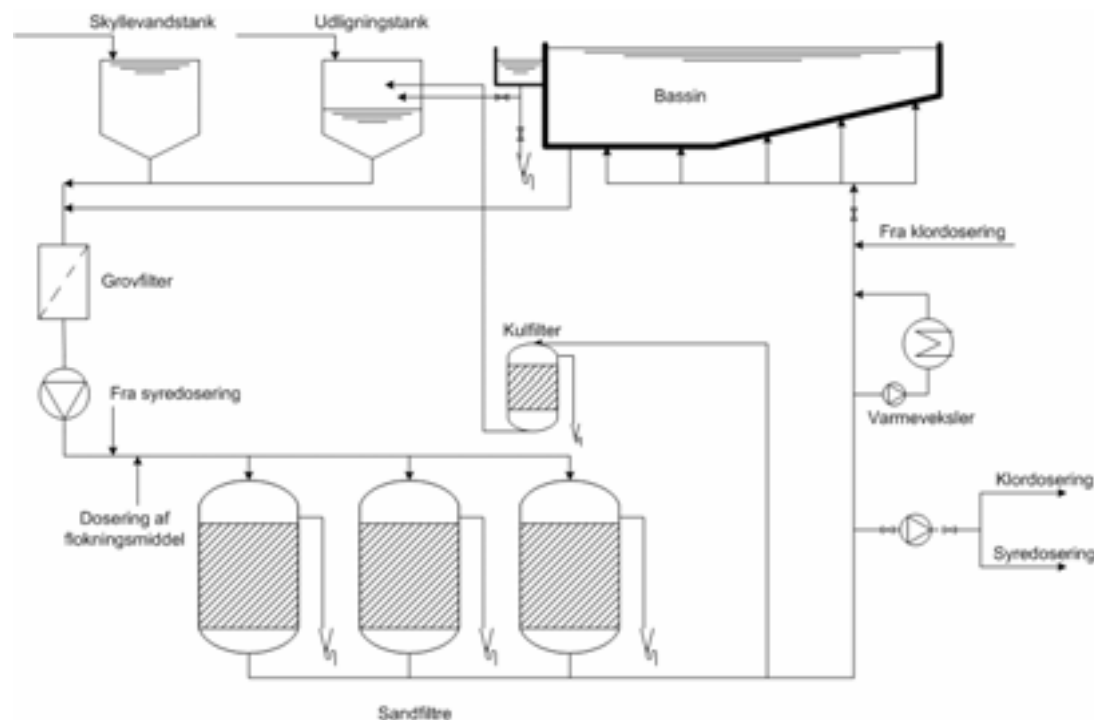 Skyllevandstank
Udligningstank
Bassin
Fra klordosering
Grovfilter
Kulfilter
Fra syredosering
Varmeveksler
Klordosering
Dosering af
flokningsmiddel
Syredosering
Sandfiltre